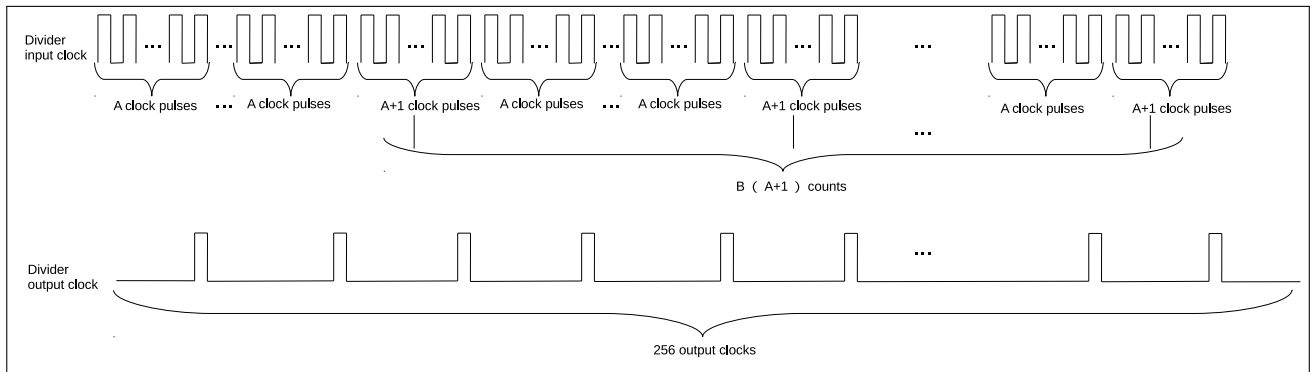 Divider
input clock
... ... ... ... ... ... ... ... ... ...
A clock pulses ... A clock pulses A+1 clock pulses A clock pulses ... A clock pulses A+1 clock pulses A clock pulses A+1 clock pulses
...
B ( A+1 ) counts
Divider
output clock
...
256 output clocks